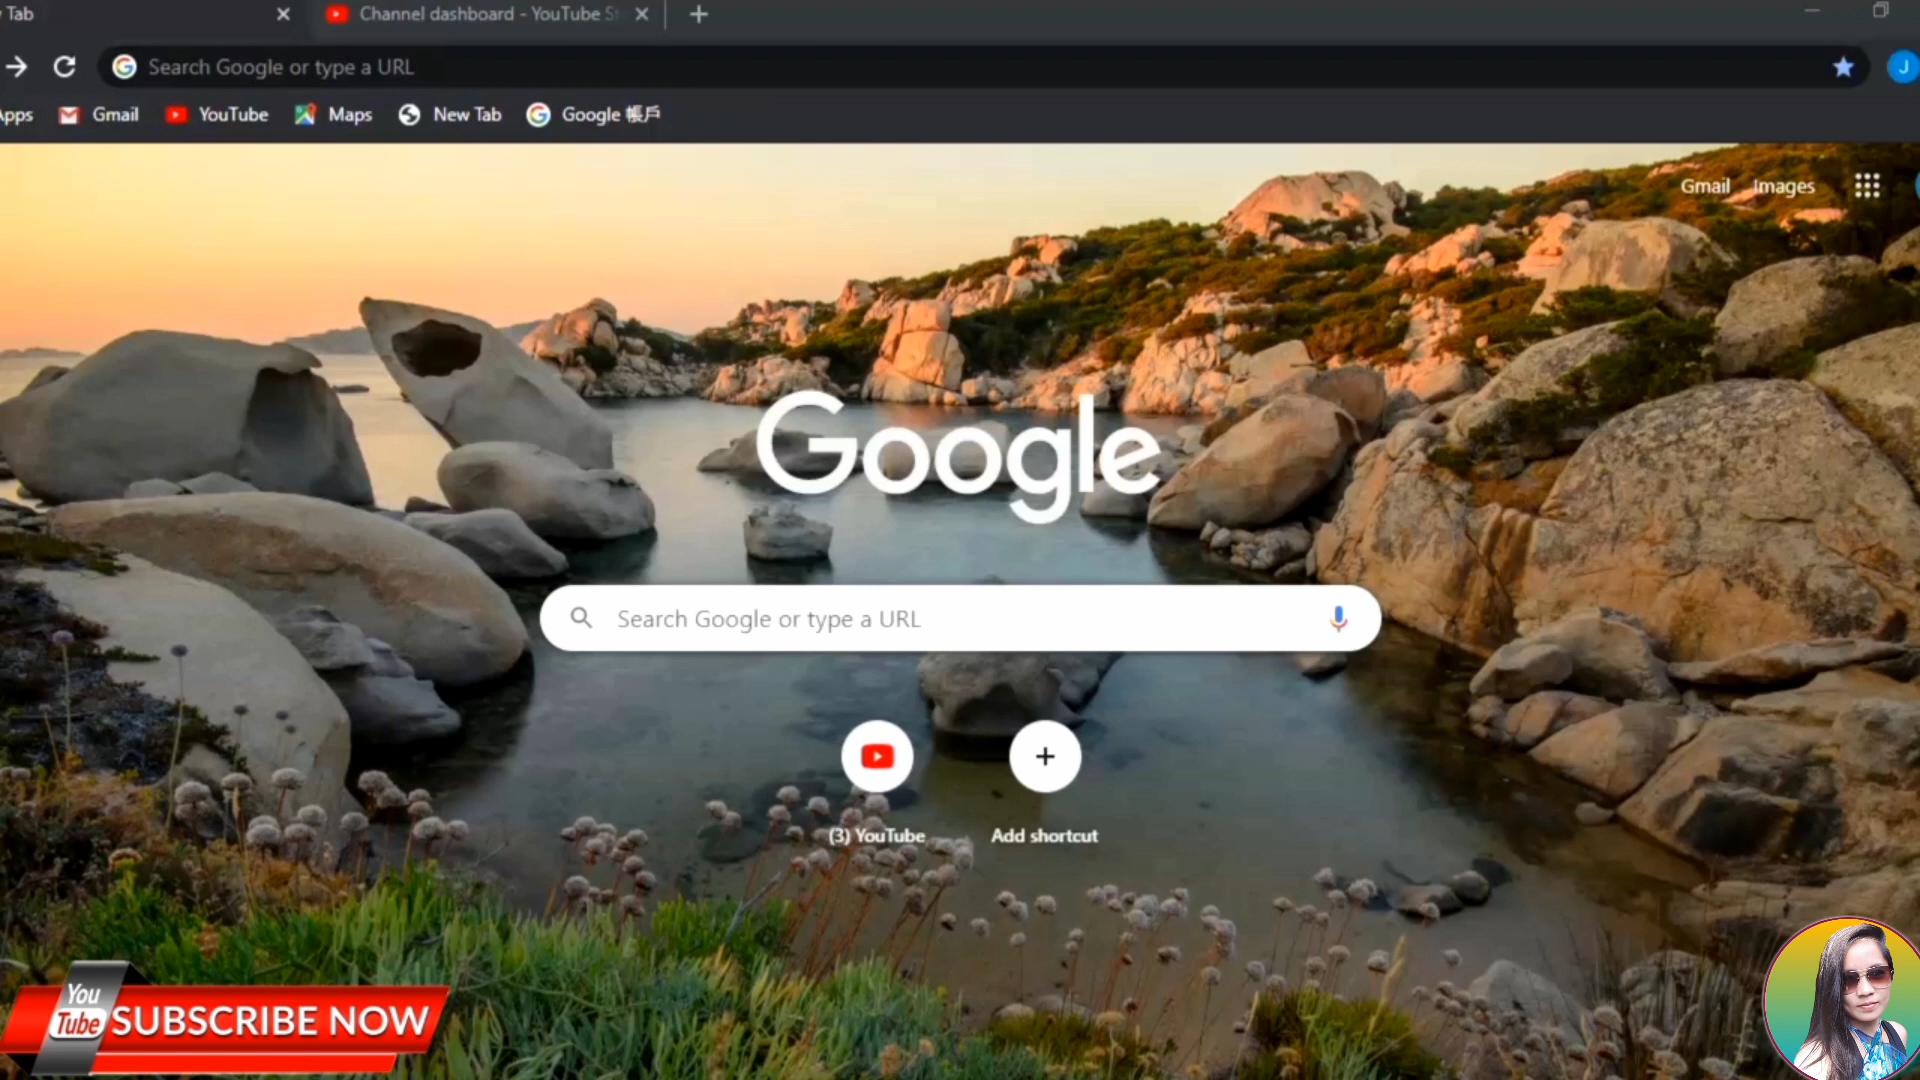 Tab
Channel dashboard - YouTube St
Search Google or type a URL
J
Apps
Gmail
YouTube
Maps
New Tab
Google 帳戶
Gmail
Images
Google
Search Google or type a URL
(3) YouTube
Add shortcut
You
Tube
SUBSCRIBE NOW